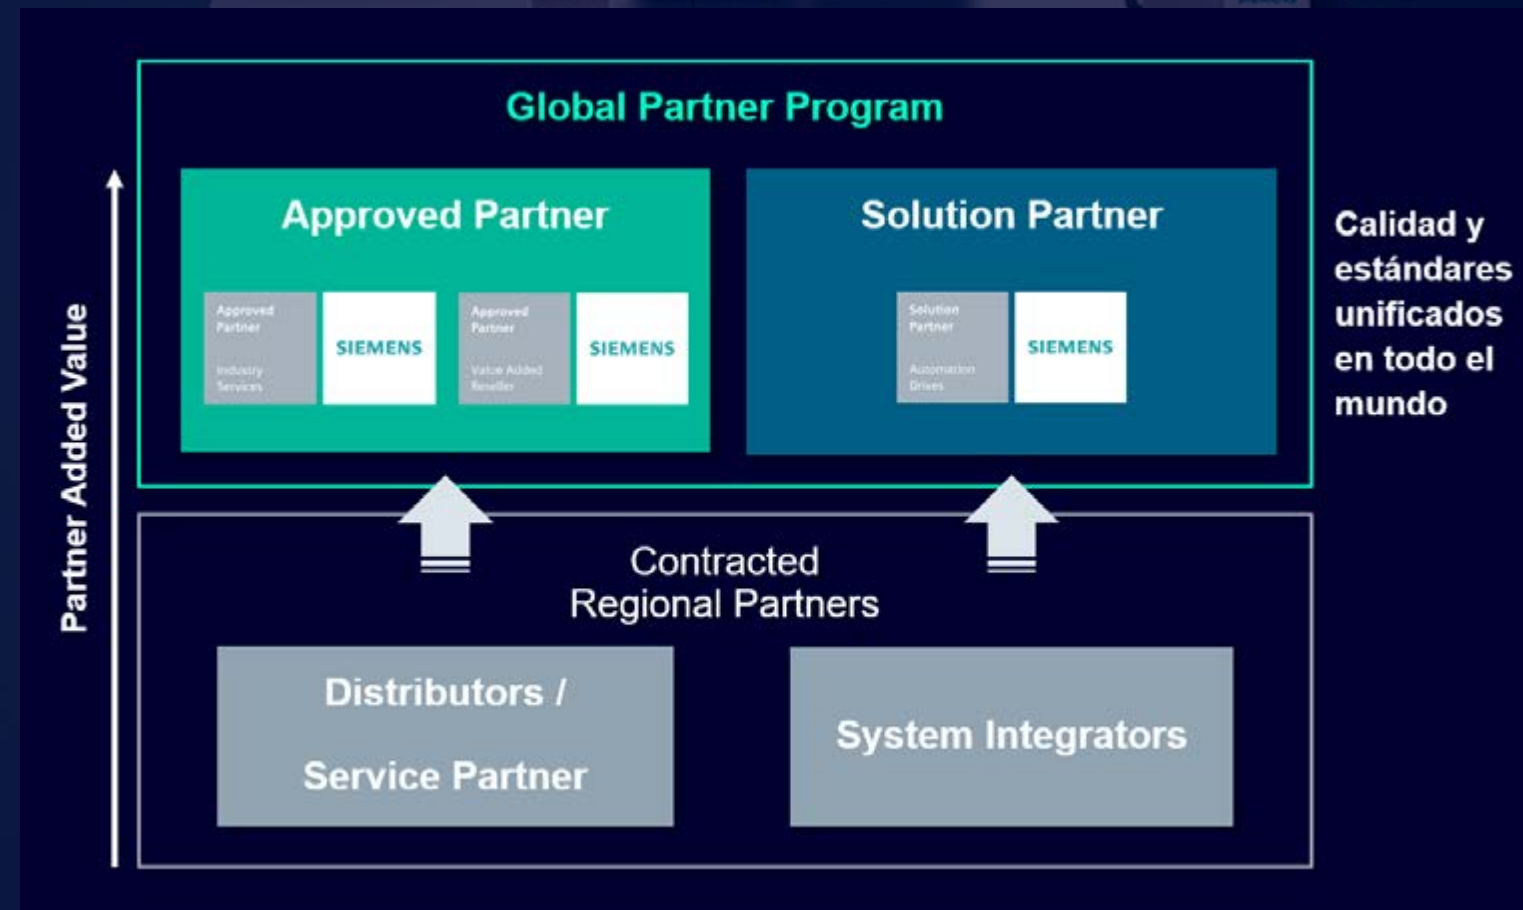 Global Partner Program
Approved Partner
Approved
Partner
Industry
Services
SIEMENS
Approved
Partner
Value Added
Reseller
SIEMENS
Solution Partner
Solution
Partner
Automation
Drives
SIEMENS
Calidad y
estándares
unificados
en todo el
mundo
Partner Added Value
Contracted
Regional Partners
Distributors /
Service Partner
System Integrators